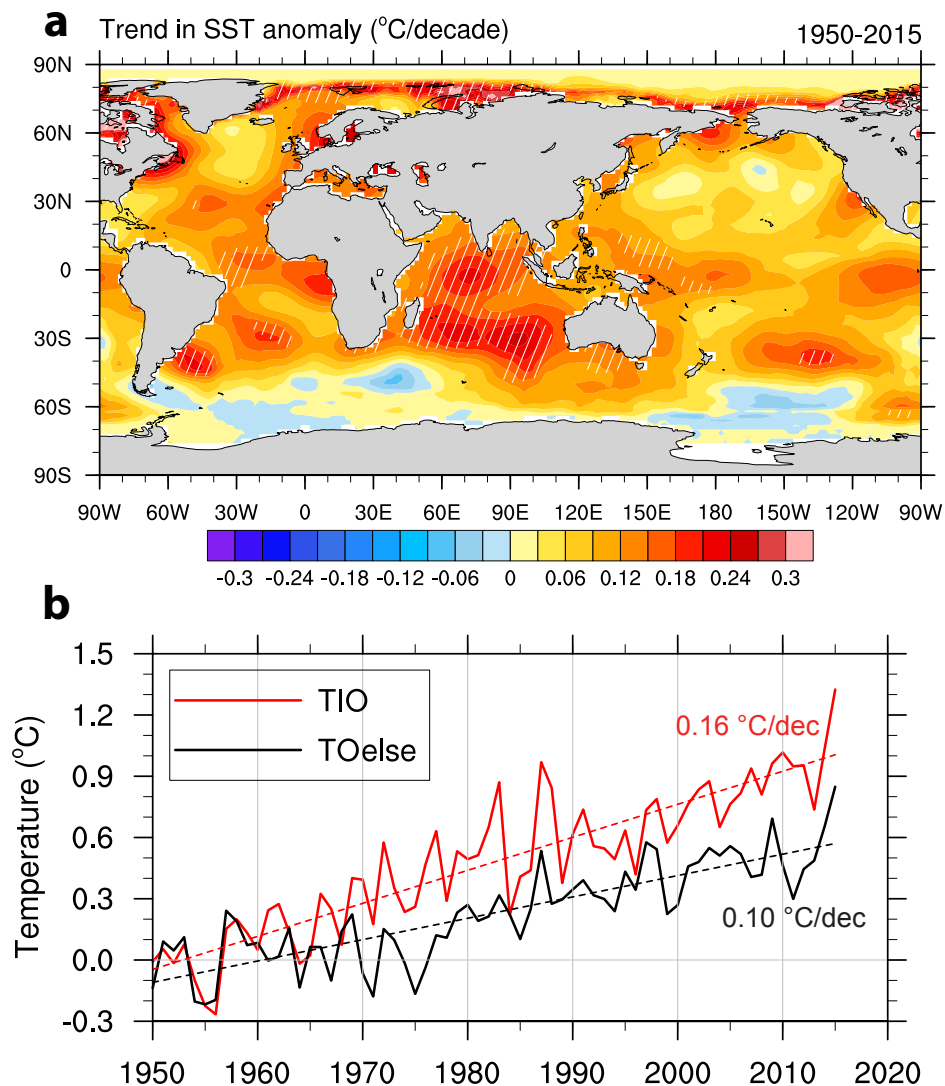 a Trend in SST anomaly (°C/decade) 1950-2015
90N
60N
30N
0
30S
60S
90S
90W 60W 30W 0 30E 60E 90E 120E 150E 180 150W 120W 90W
-0.3 -0.24 -0.18 -0.12 -0.06 0 0.06 0.12 0.18 0.24 0.3
b
Temperature (°C)
1.5
1.2
0.9
0.6
0.3
0.0
-0.3
TIO
TOelse
0.16 °C/dec
0.10 °C/dec
1950 1960 1970 1980 1990 2000 2010 2020